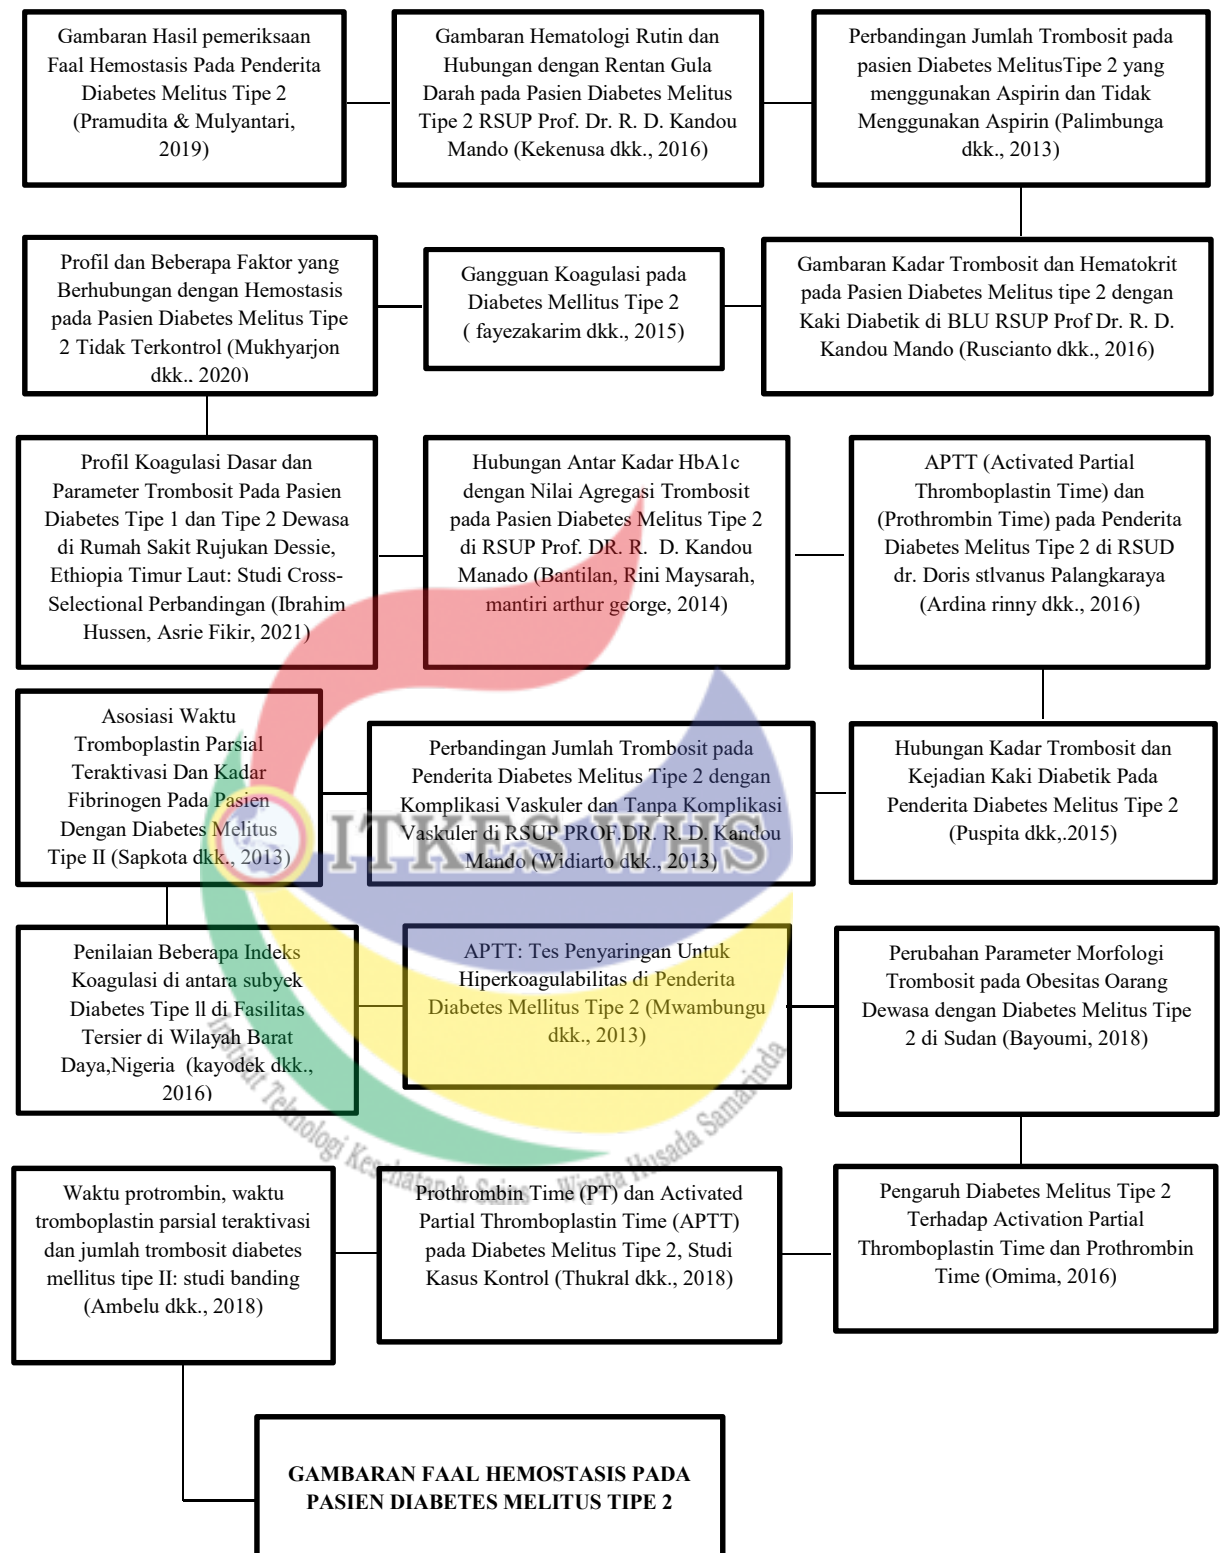 Gambaran Hasil pemeriksaan
Faal Hemostasis Pada Penderita
Diabetes Melitus Tipe 2
(Pramudita & Mulyantari,
2019)
Gambaran Hematologi Rutin dan
Hubungan dengan Rentan Gula
Darah pada Pasien Diabetes Melitus
Tipe 2 RSUP Prof. Dr. R. D. Kandou
Mando (Kekenusa dkk., 2016)
Perbandingan Jumlah Trombosit pada
pasien Diabetes MelitusTipe 2 yang
menggunakan Aspirin dan Tidak
Menggunakan Aspirin (Palimbunga
dkk., 2013)
Profil dan Beberapa Faktor yang
Berhubungan dengan Hemostasis
pada Pasien Diabetes Melitus Tipe
2 Tidak Terkontrol (Mukhyarjon
dkk., 2020)
Gangguan Koagulasi pada
Diabetes Mellitus Tipe 2
( fayezakarim dkk., 2015)
Gambaran Kadar Trombosit dan Hematokrit
pada Pasien Diabetes Melitus tipe 2 dengan
Kaki Diabetik di BLU RSUP Prof Dr. R. D.
Kandou Mando (Ruscianto dkk., 2016)
Profil Koagulasi Dasar dan
Parameter Trombosit Pada Pasien
Diabetes Tipe 1 dan Tipe 2 Dewasa
di Rumah Sakit Rujukan Dessie,
Ethiopia Timur Laut: Studi Cross-
Selectional Perbandingan (Ibrahim
Hussen, Asrie Fikir, 2021)
Hubungan Antar Kadar HbA1c
dengan Nilai Agregasi Trombosit
pada Pasien Diabetes Melitus Tipe 2
di RSUP Prof. DR. R. D. Kandou
Manado (Bantilan, Rini Maysarah,
mantiri arthur george, 2014)
APTT (Activated Partial
Thromboplastin Time) dan
(Prothrombin Time) pada Penderita
Diabetes Melitus Tipe 2 di RSUD
dr. Doris stlvanus Palangkaraya
(Ardina rinny dkk., 2016)
Asosiasi Waktu
Tromboplastin Parsial
Teraktivasi Dan Kadar
Fibrinogen Pada Pasien
Dengan Diabetes Melitus
Tipe II (Sapkota dkk., 2013)
Perbandingan Jumlah Trombosit pada
Penderita Diabetes Melitus Tipe 2 dengan
Komplikasi Vaskuler dan Tanpa Komplikasi
Vaskuler di RSUP PROF.DR. R. D. Kandou
Mando (Widiarto dkk., 2013)
Hubungan Kadar Trombosit dan
Kejadian Kaki Diabetik Pada
Penderita Diabetes Melitus Tipe 2
(Puspita dkk,.2015)
ITKES WHS
Penilaian Beberapa Indeks
Koagulasi di antara subyek
Diabetes Tipe ll di Fasilitas
Tersier di Wilayah Barat
Daya,Nigeria (kayodek dkk.,
2016)
APTT: Tes Penyaringan Untuk
Hiperkoagulabilitas di Penderita
Diabetes Mellitus Tipe 2 (Mwambungu
dkk., 2013)
Perubahan Parameter Morfologi
Trombosit pada Obesitas Oarang
Dewasa dengan Diabetes Melitus Tipe
2 di Sudan (Bayoumi, 2018)
Institut Teknologi Kesehatan & Sains Wiyata Husada Samarinda
Waktu protrombin, waktu
tromboplastin parsial teraktivasi
dan jumlah trombosit diabetes
mellitus tipe II: studi banding
(Ambelu dkk., 2018)
Prothrombin Time (PT) dan Activated
Partial Thromboplastin Time (APTT)
pada Diabetes Melitus Tipe 2, Studi
Kasus Kontrol (Thukral dkk., 2018)
Pengaruh Diabetes Melitus Tipe 2
Terhadap Activation Partial
Thromboplastin Time dan Prothrombin
Time (Omima, 2016)
GAMBARAN FAAL HEMOSTASIS PADA
PASIEN DIABETES MELITUS TIPE 2